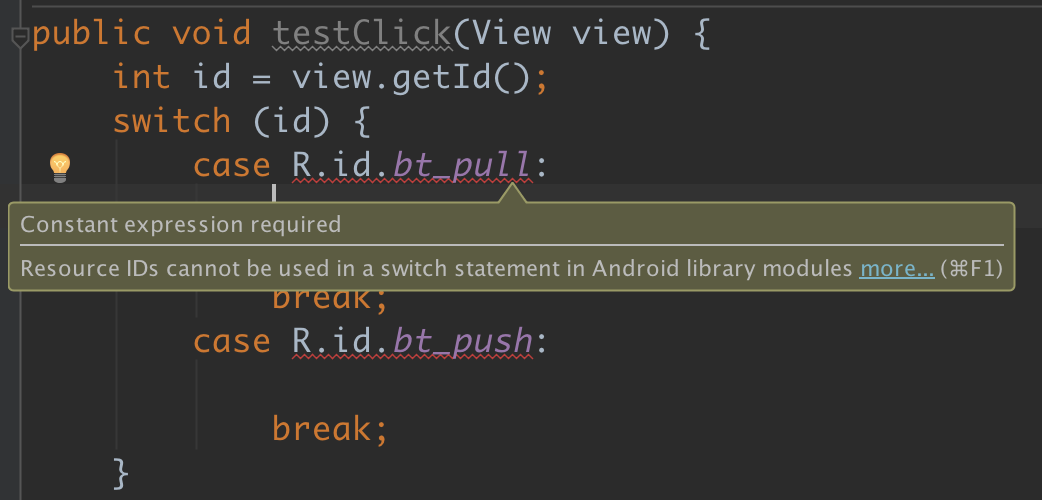 public void testClick(View view) {
int id = view.getId();
switch (id) {
case R.id.bt_pull:
Constant expression required
Resource IDs cannot be used in a switch statement in Android library modules more... (⌘F1)
break;
case R.id.bt_push:
break;
}